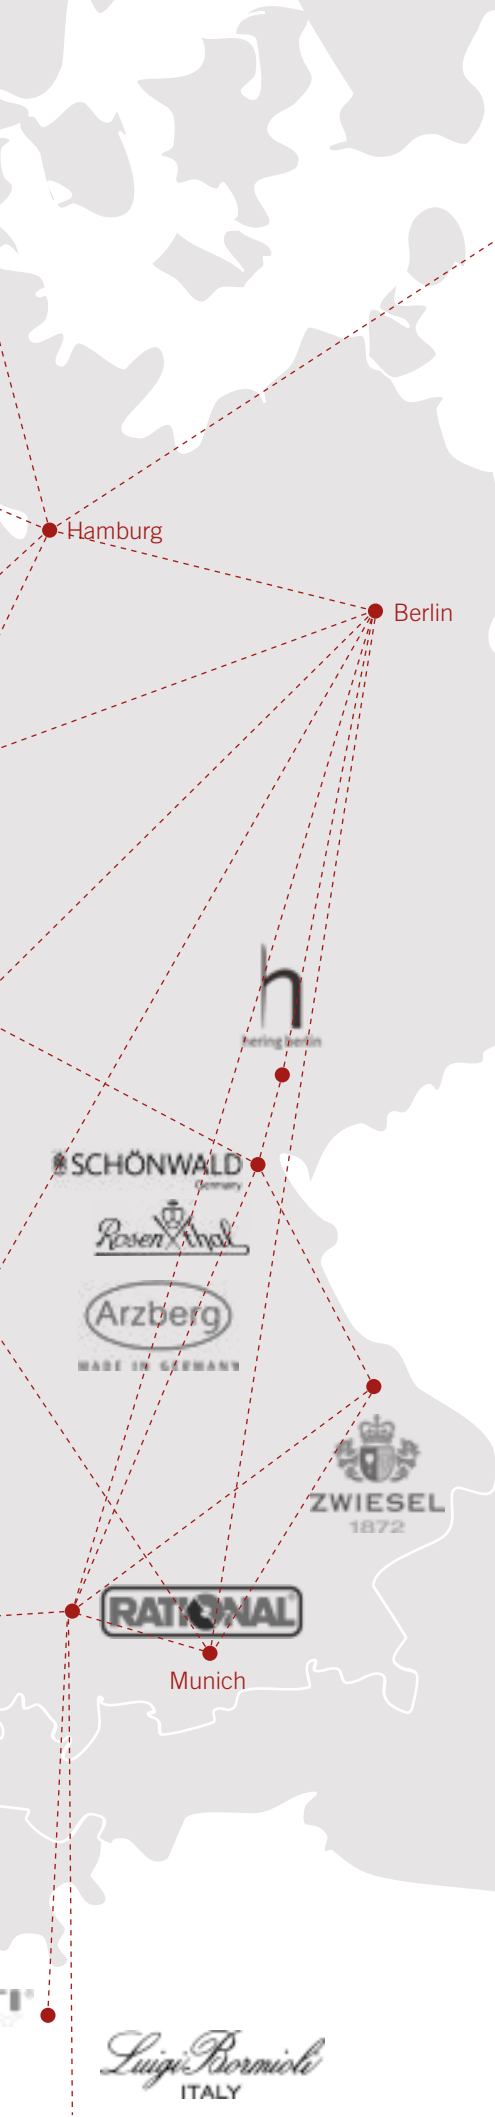 Hamburg
Berlin
h
hering berlin
SCHÖNWALD
Germany
Rosenthal
Arzberg
MADE IN GERMANY
ZWIESEL
1872
RATIONAL
Munich
Luigi Bormioli
ITALY